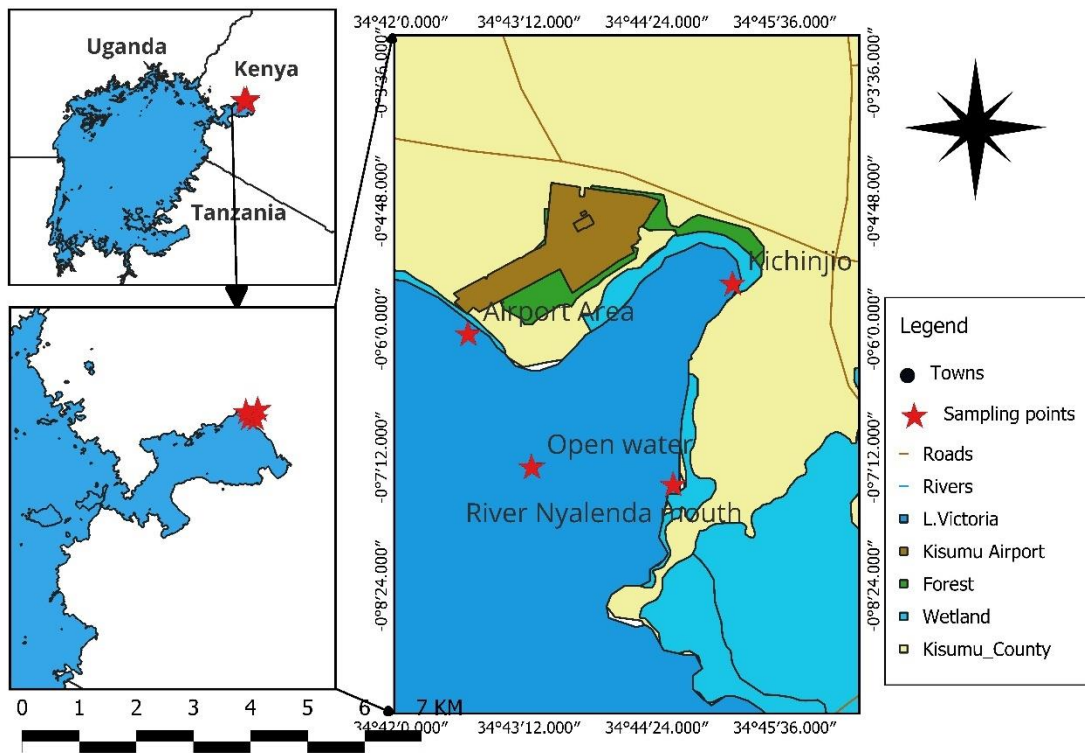 Uganda
Kenya
Tanzania
34°42′0.000″ 34°43′12.000″ 34°44′24.000″ 34°45′36.000″
-0°3′36.000″
-0°4′48.000″
-0°6′0.000″
-0°7′12.000″
-0°8′24.000″
Kichinjio
Airport Area
Open water
River Nyalenda mouth
-0°3′36.000″
-0°4′48.000″
-0°6′0.000″
-0°7′12.000″
-0°8′24.000″
34°42′0.000″ 34°43′12.000″ 34°44′24.000″ 34°45′36.000″
Legend
Towns
Sampling points
Roads
Rivers
L.Victoria
Kisumu Airport
Forest
Wetland
Kisumu_County
0 1 2 3 4 5 6 7 KM